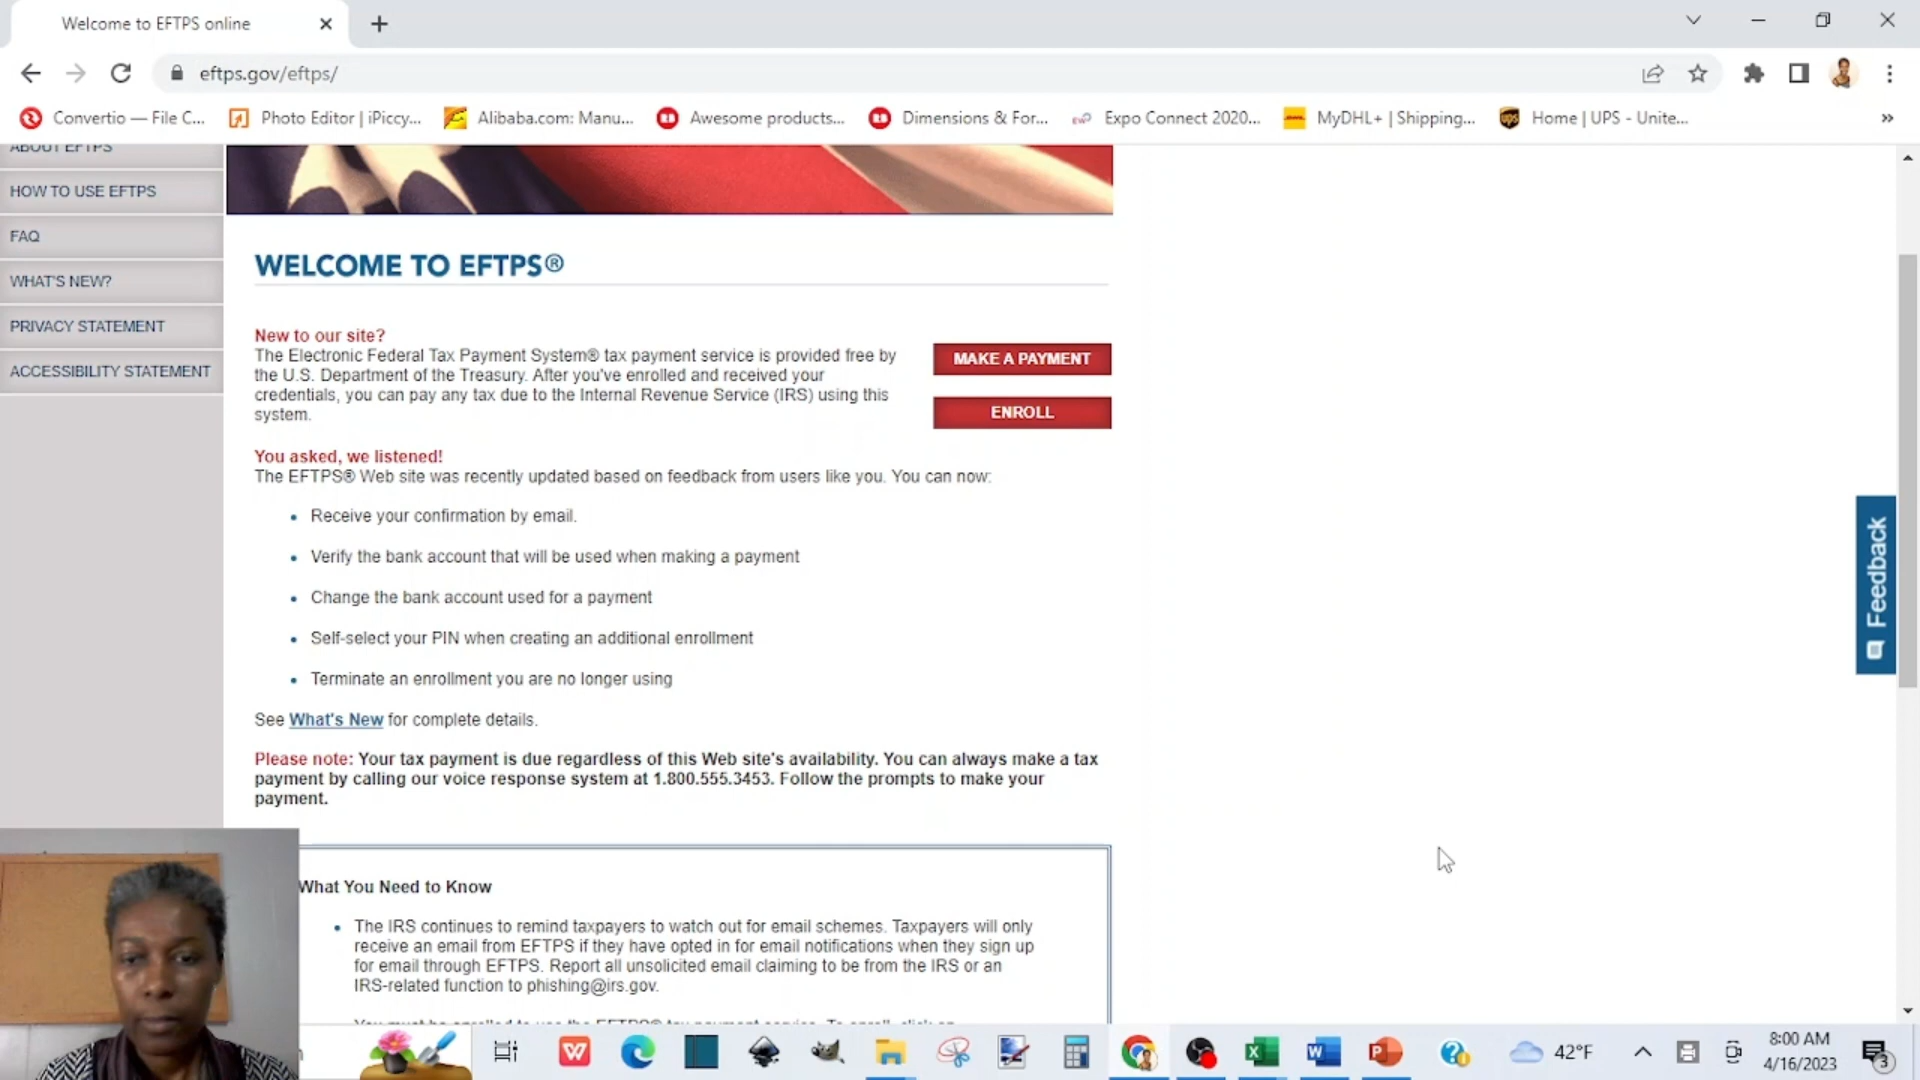 Welcome to EFTPS online
eftps.gov/eftps/
Convertio — File C...
Photo Editor | iPiccy...
Alibaba.com: Manu...
Awesome products...
Dimensions & For...
Expo Connect 2020...
MyDHL+ | Shipping...
Home | UPS - Unite...
ABOUT EFTPS
HOW TO USE EFTPS
FAQ
WHAT'S NEW?
PRIVACY STATEMENT
ACCESSIBILITY STATEMENT
WELCOME TO EFTPS®
New to our site?
The Electronic Federal Tax Payment System® tax payment service is provided free by
the U.S. Department of the Treasury. After you've enrolled and received your
credentials, you can pay any tax due to the Internal Revenue Service (IRS) using this
system.
MAKE A PAYMENT
ENROLL
You asked, we listened!
The EFTPS® Web site was recently updated based on feedback from users like you. You can now:
• Receive your confirmation by email.
• Verify the bank account that will be used when making a payment
• Change the bank account used for a payment
• Self-select your PIN when creating an additional enrollment
• Terminate an enrollment you are no longer using
See What's New for complete details.
Please note: Your tax payment is due regardless of this Web site's availability. You can always make a tax
payment by calling our voice response system at 1.800.555.3453. Follow the prompts to make your
payment.
What You Need to Know
• The IRS continues to remind taxpayers to watch out for email schemes. Taxpayers will only
receive an email from EFTPS if they have opted in for email notifications when they sign up
for email through EFTPS. Report all unsolicited email claiming to be from the IRS or an
IRS-related function to phishing@irs.gov.
Feedback
42°F
8:00 AM
4/16/2023
3